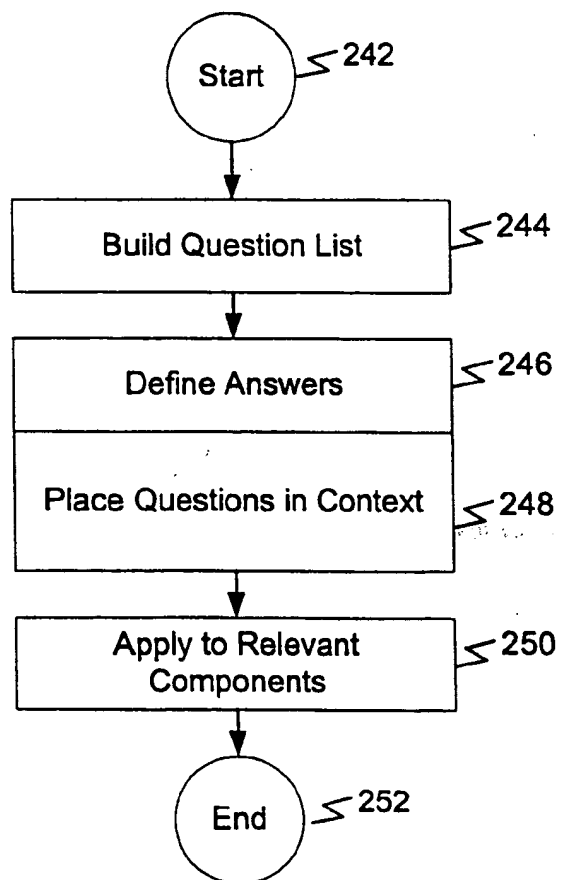 Start
242
Build Question List
244
Define Answers
246
Place Questions in Context
248
Apply to Relevant
Components
250
End
252